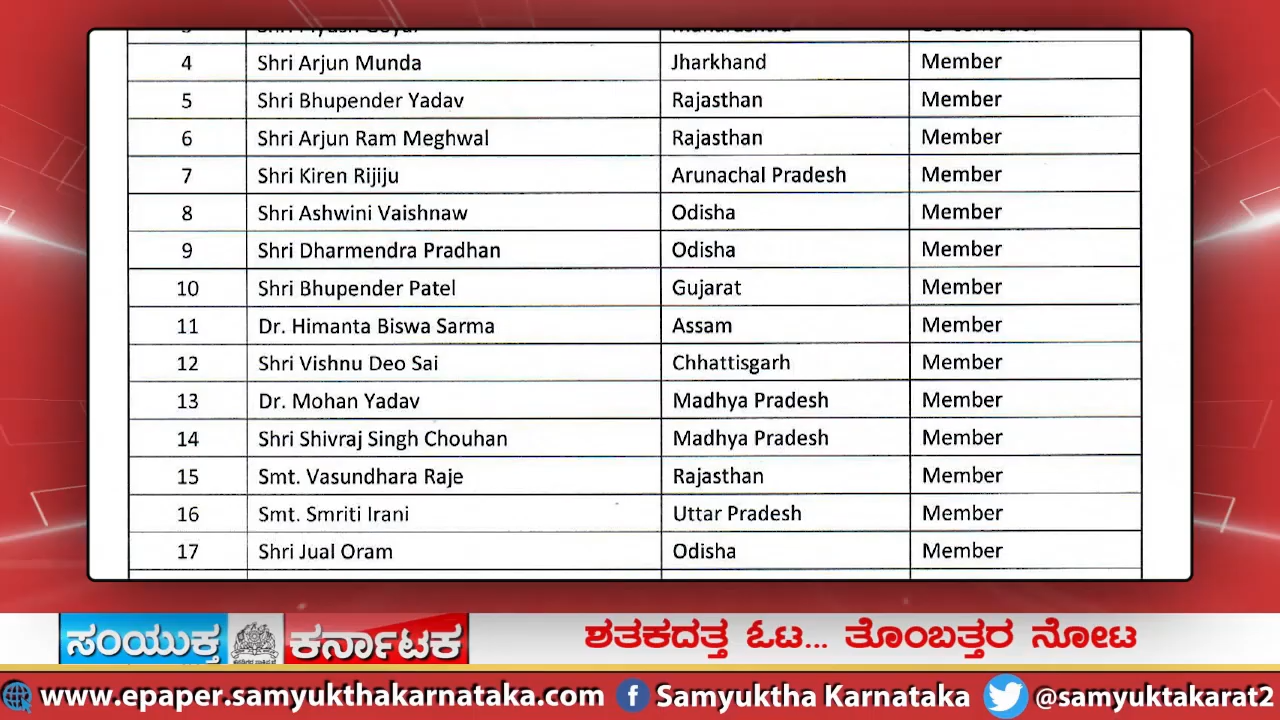 4 Shri Arjun Munda Jharkhand Member
5 Shri Bhupender Yadav Rajasthan Member
6 Shri Arjun Ram Meghwal Rajasthan Member
7 Shri Kiren Rijiju Arunachal Pradesh Member
8 Shri Ashwini Vaishnaw Odisha Member
9 Shri Dharmendra Pradhan Odisha Member
10 Shri Bhupender Patel Gujarat Member
11 Dr. Himanta Biswa Sarma Assam Member
12 Shri Vishnu Deo Sai Chhattisgarh Member
13 Dr. Mohan Yadav Madhya Pradesh Member
14 Shri Shivraj Singh Chouhan Madhya Pradesh Member
15 Smt. Vasundhara Raje Rajasthan Member
16 Smt. Smriti Irani Uttar Pradesh Member
17 Shri Jual Oram Odisha Member
ಸಂಯುಕ್ತ ಕರ್ನಾಟಕ ಶತಕದತ್ತ ಓಟ... ತೊಂಬತ್ತರ ನೋಟ
www.epaper.samyukthakarnataka.com f Samyuktha Karnataka @samyuktakarat2